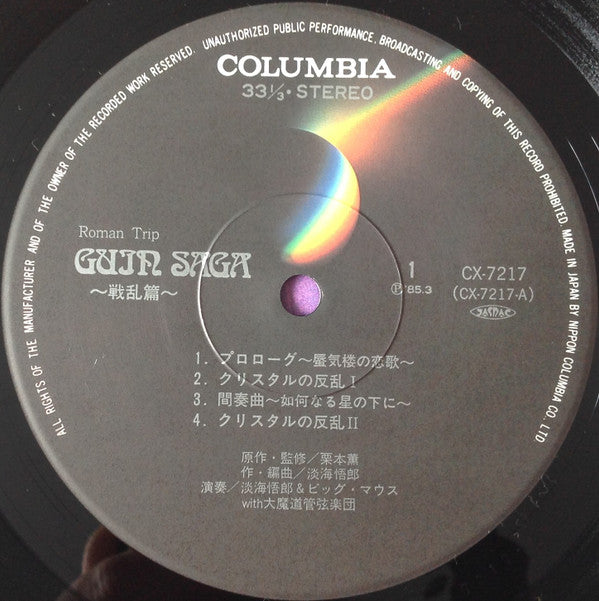 ALL RIGHTS OF THE MANUFACTURER AND OF THE OWNER OF THE RECORDED WORK RESERVED. UNAUTHORIZED PUBLIC PERFORMANCE, BROADCASTING AND COPYING OF THIS RECORD PROHIBITED. MADE IN JAPAN BY NIPPON COLUMBIA CO., LTD
COLUMBIA
33⅓・STEREO
Roman Trip
GUIN SAGA
～戦乱篇～
1
Ⓟ'85.3
CX-7217
(CX-7217-A)
JASRAC
1. プロローグ～蜃気楼の恋歌～
2. クリスタルの反乱 I
3. 間奏曲～如何なる星の下に～
4. クリスタルの反乱 II
原作・監修／栗本薫
作・編曲／淡海悟郎
演奏／淡海悟郎＆ビッグ・マウス
with大魔道管弦楽団